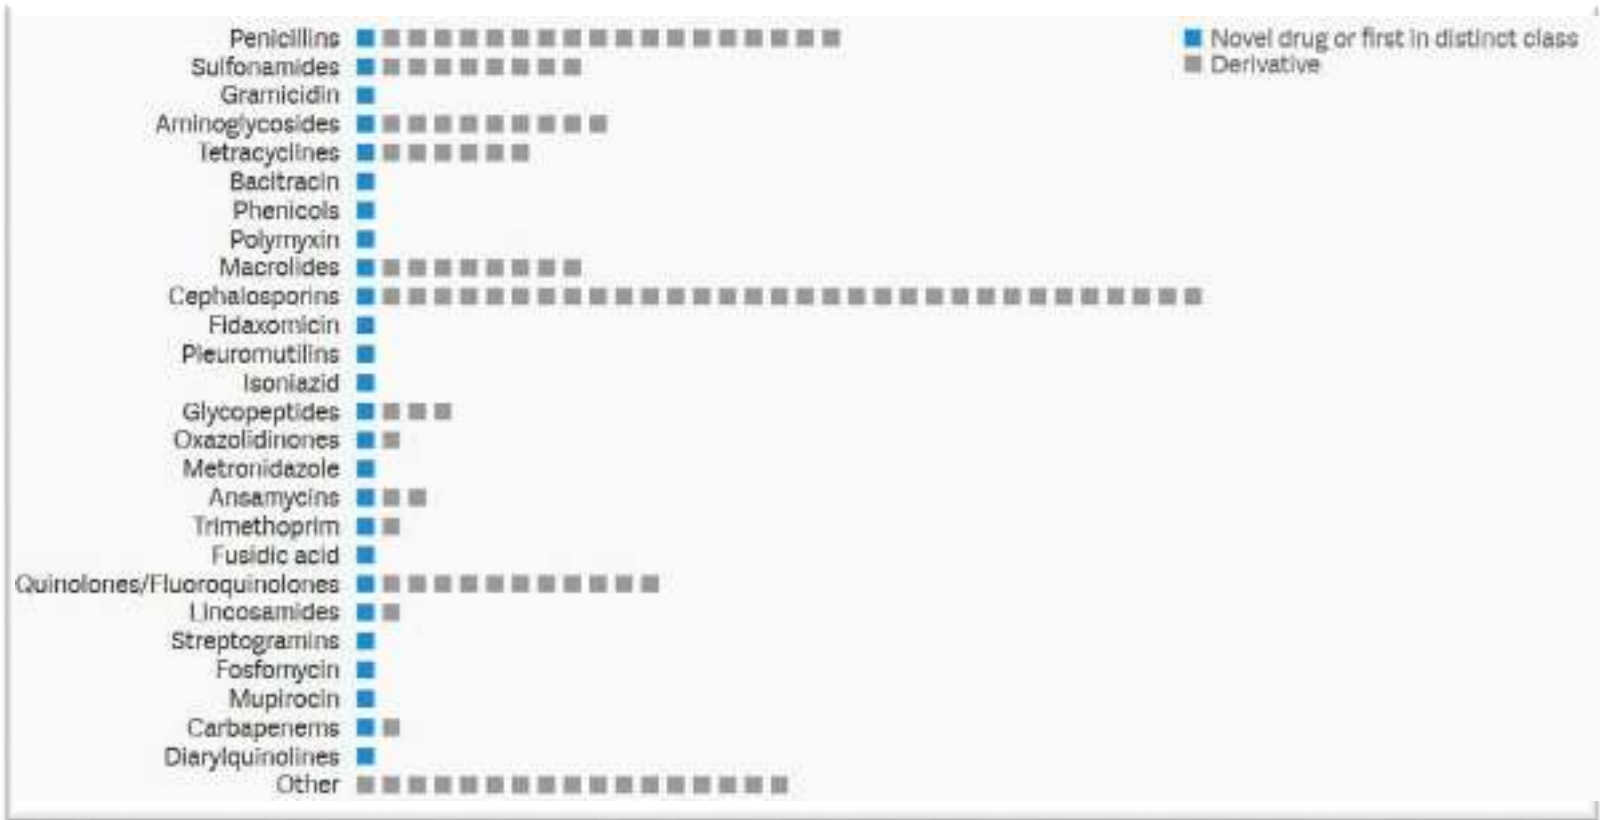 Penicillins
Novel drug or first in distinct class
Sulfonamides
Derivative
Gramicidin
Aminoglycosides
Tetracyclines
Bacitracin
Phenicols
Polymyxin
Macrolides
Cephalosporins
Fidaxomicin
Pleuromutilins
Isoniazid
Glycopeptides
Oxazolidinones
Metronidazole
Ansamycins
Trimethoprim
Fusidic acid
Quinolones/Fluoroquinolones
Lincosamides
Streptogramins
Fosfomycin
Mupirocin
Carbapenems
Diarylquinolines
Other